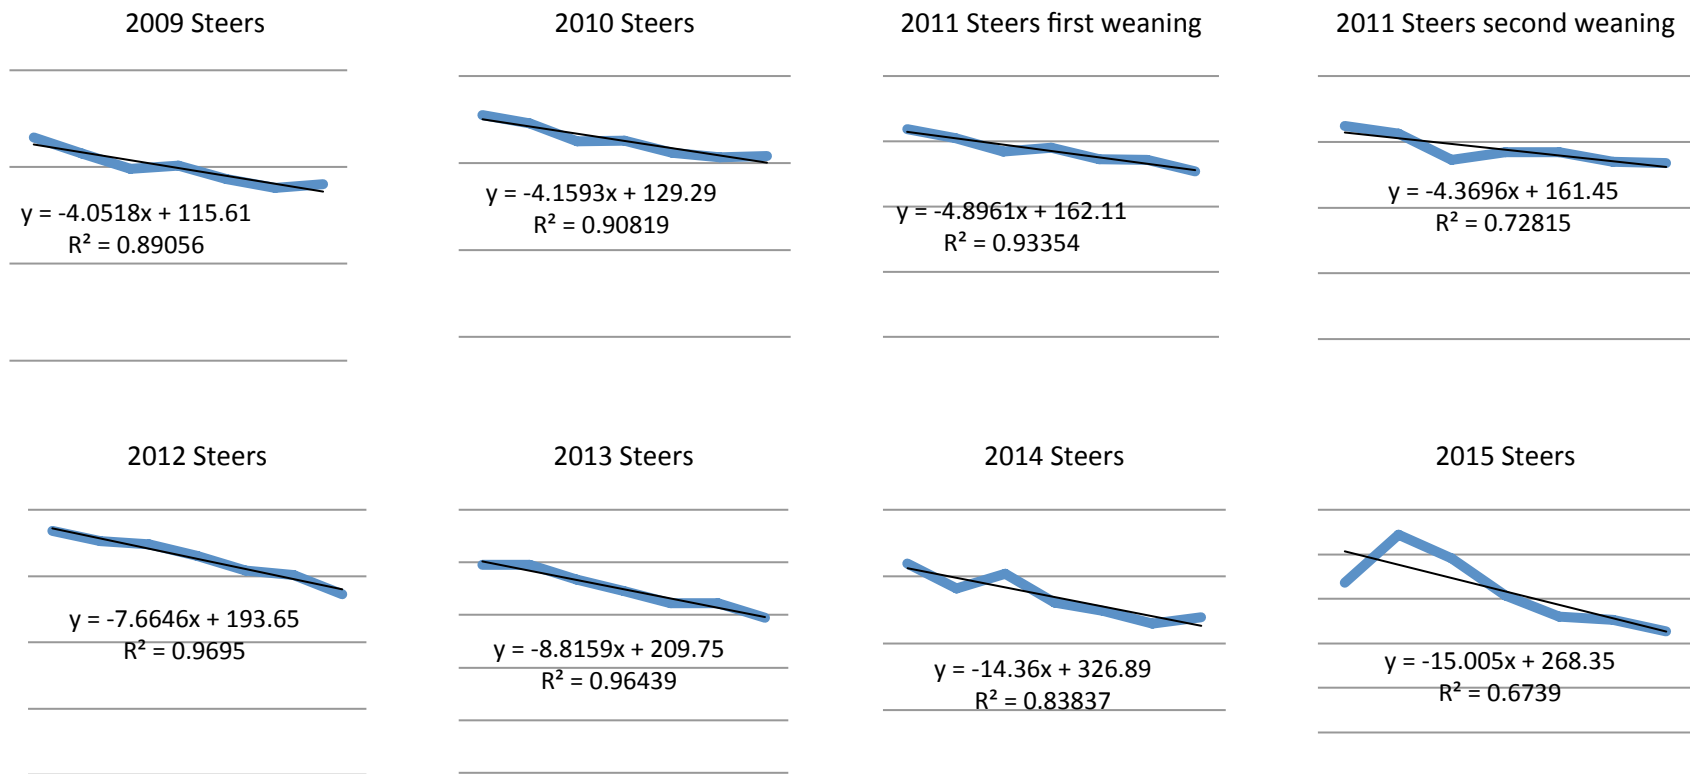 2009 Steers
y = -4.0518x + 115.61
R² = 0.89056
2010 Steers
y = -4.1593x + 129.29
R² = 0.90819
2011 Steers first weaning
y = -4.8961x + 162.11
R² = 0.93354
2011 Steers second weaning
y = -4.3696x + 161.45
R² = 0.72815
2012 Steers
y = -7.6646x + 193.65
R² = 0.9695
2013 Steers
y = -8.8159x + 209.75
R² = 0.96439
2014 Steers
y = -14.36x + 326.89
R² = 0.83837
2015 Steers
y = -15.005x + 268.35
R² = 0.6739